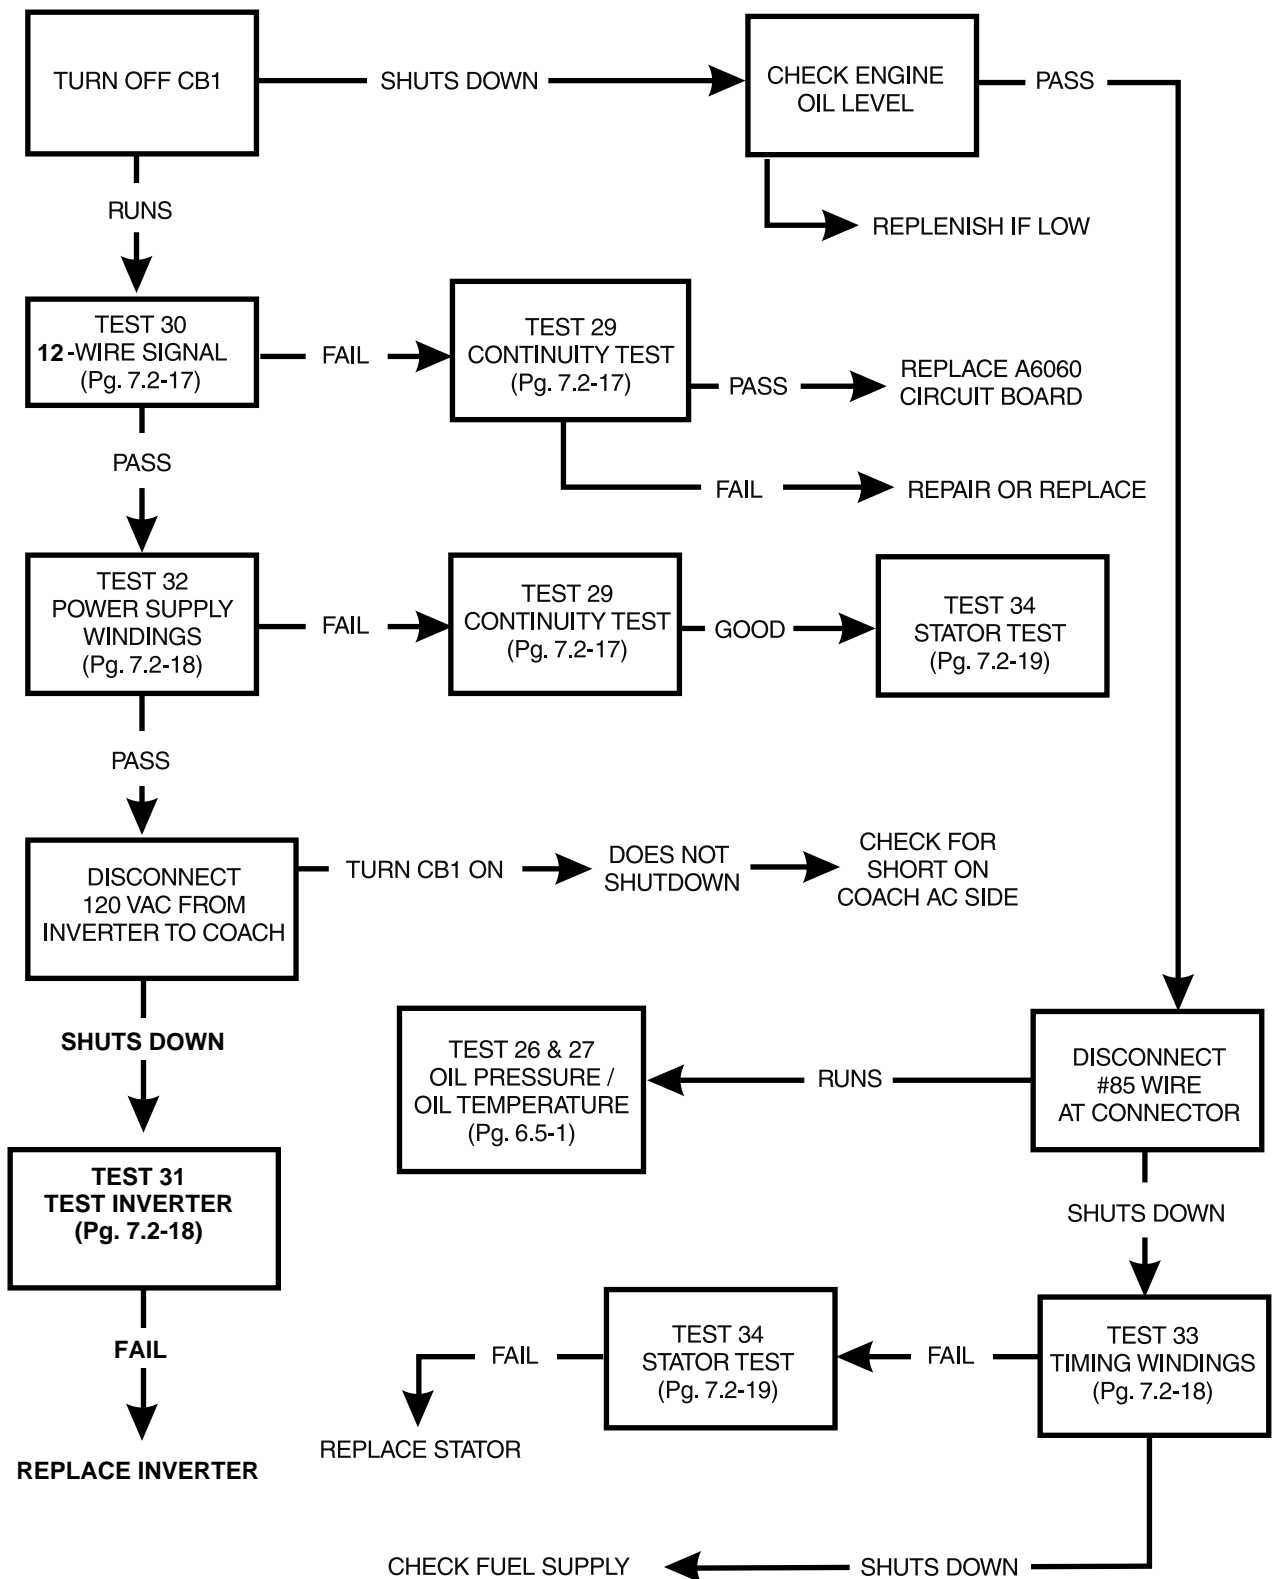 TURN OFF CB1
SHUTS DOWN
CHECK ENGINE
OIL LEVEL
PASS
RUNS
REPLENISH IF LOW
TEST 30
12-WIRE SIGNAL
(Pg. 7.2-17)
FAIL
TEST 29
CONTINUITY TEST
(Pg. 7.2-17)
PASS
REPLACE A6060
CIRCUIT BOARD
PASS
FAIL
REPAIR OR REPLACE
TEST 32
POWER SUPPLY
WINDINGS
(Pg. 7.2-18)
FAIL
TEST 29
CONTINUITY TEST
(Pg. 7.2-17)
GOOD
TEST 34
STATOR TEST
(Pg. 7.2-19)
PASS
DISCONNECT
120 VAC FROM
INVERTER TO COACH
TURN CB1 ON
DOES NOT
SHUTDOWN
CHECK FOR
SHORT ON
COACH AC SIDE
SHUTS DOWN
TEST 26 & 27
OIL PRESSURE /
OIL TEMPERATURE
(Pg. 6.5-1)
RUNS
DISCONNECT
#85 WIRE
AT CONNECTOR
TEST 31
TEST INVERTER
(Pg. 7.2-18)
SHUTS DOWN
FAIL
REPLACE INVERTER
FAIL
TEST 34
STATOR TEST
(Pg. 7.2-19)
FAIL
TEST 33
TIMING WINDINGS
(Pg. 7.2-18)
REPLACE STATOR
CHECK FUEL SUPPLY
SHUTS DOWN